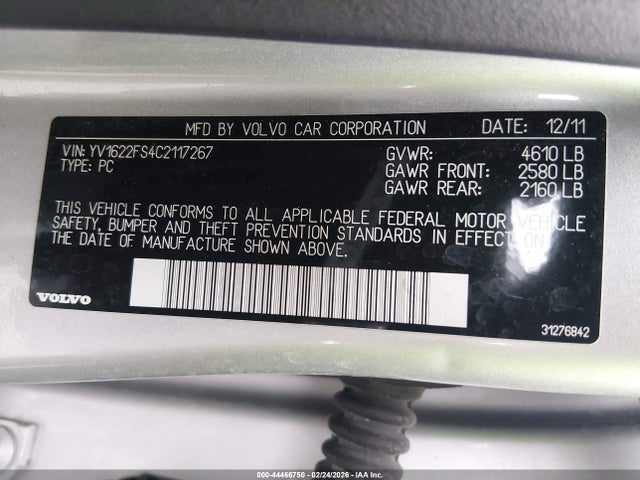 MFD BY VOLVO CAR CORPORATION DATE: 12/11
VIN: YV1622FS4C2117267 GVWR: 4610 LB
TYPE: PC GAWR FRONT: 2580 LB
GAWR REAR: 2160 LB
THIS VEHICLE CONFORMS TO ALL APPLICABLE FEDERAL MOTOR VEHICLE
SAFETY, BUMPER AND THEFT PREVENTION STANDARDS IN EFFECT ON
THE DATE OF MANUFACTURE SHOWN ABOVE.
VOLVO
31276842
000-44466750 - 02/24/2026 - IAA Inc.